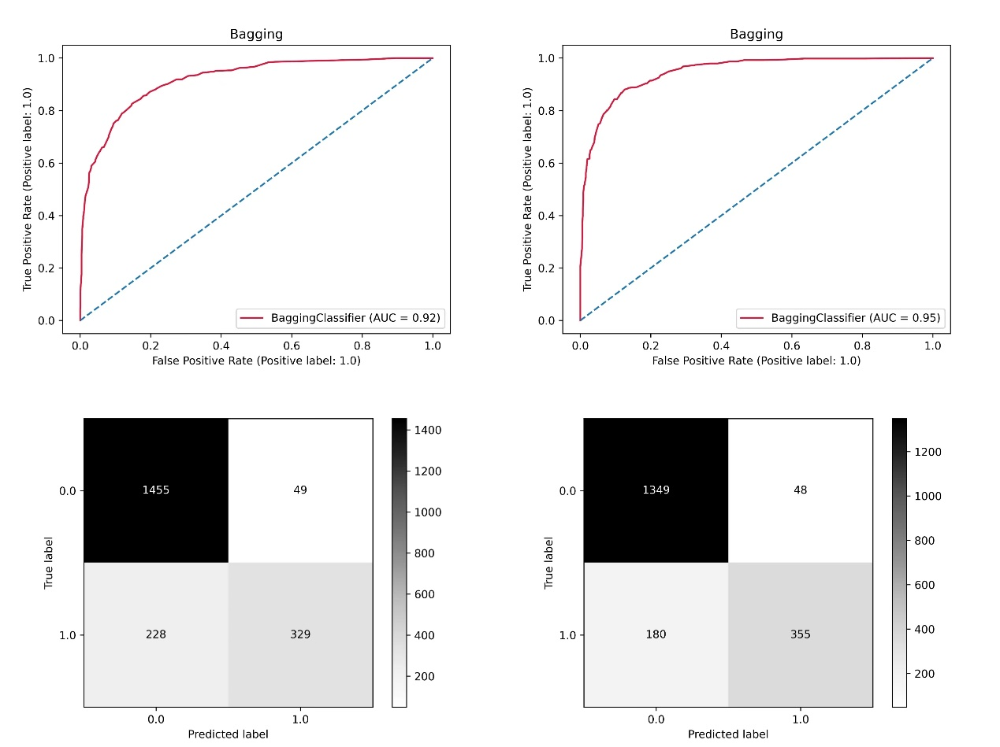 Bagging
1.0
0.8
0.6
0.4
0.2
0.0
True Positive Rate (Positive label: 1.0)
BaggingClassifier (AUC = 0.92)
0.0 0.2 0.4 0.6 0.8 1.0
False Positive Rate (Positive label: 1.0)
Bagging
1.0
0.8
0.6
0.4
0.2
0.0
True Positive Rate (Positive label: 1.0)
BaggingClassifier (AUC = 0.95)
0.0 0.2 0.4 0.6 0.8 1.0
False Positive Rate (Positive label: 1.0)
True label
0.0
1455 49
1.0
228 329
0.0 1.0
Predicted label
1400
1200
1000
800
600
400
200
True label
0.0
1349 48
1.0
180 355
0.0 1.0
Predicted label
1200
1000
800
600
400
200